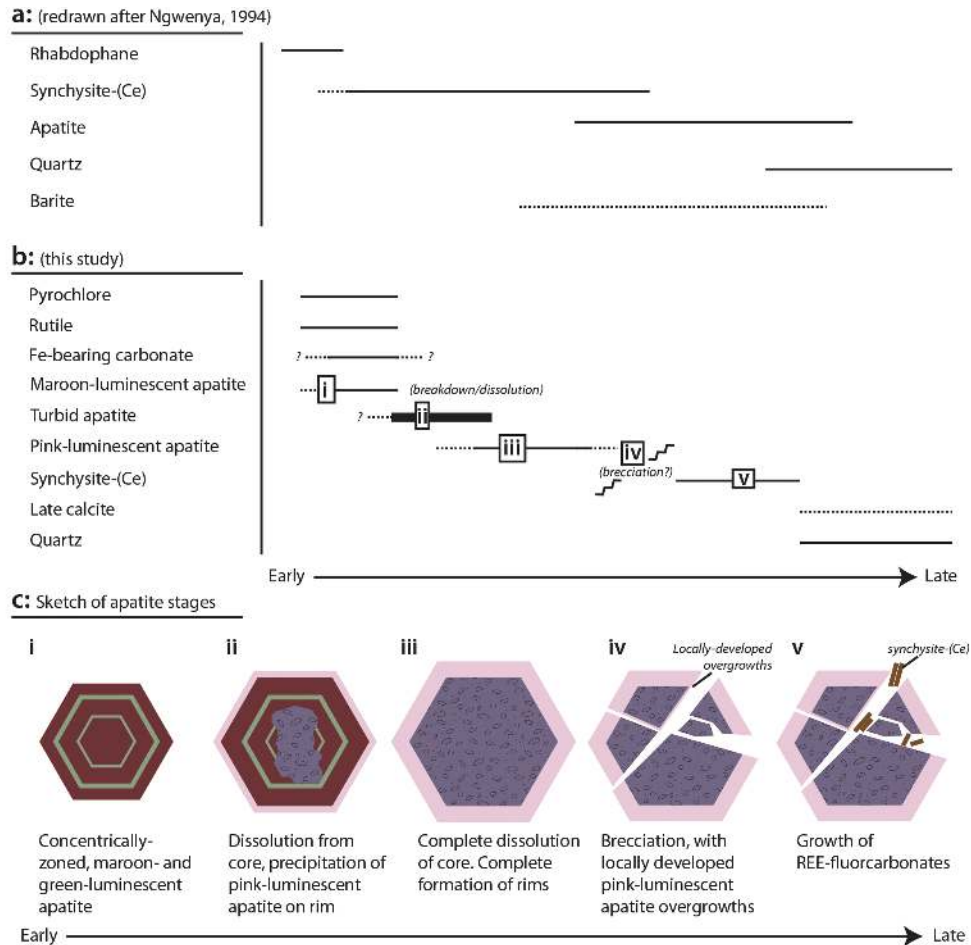 a: (redrawn after Ngwenya, 1994)
Rhabdophane
Synchysite-(Ce)
Apatite
Quartz
Barite
b: (this study)
Pyrochlore
Rutile
Fe-bearing carbonate
? ?
Maroon-luminescent apatite
i
(breakdown/dissolution)
Turbid apatite
?
ii
Pink-luminescent apatite
iii
iv
(brecciation?)
Synchysite-(Ce)
v
Late calcite
Quartz
Early Late
c: Sketch of apatite stages
i
ii
iii
iv
v
Locally-developed
overgrowths
synchysite-(Ce)
Concentrically-
zoned, maroon- and
green-luminescent
apatite
Dissolution from
core, precipitation of
pink-luminescent
apatite on rim
Complete dissolution
of core. Complete
formation of rims
Brecciation, with
locally developed
pink-luminescent
apatite overgrowths
Growth of
REE-fluorcarbonates
Early Late